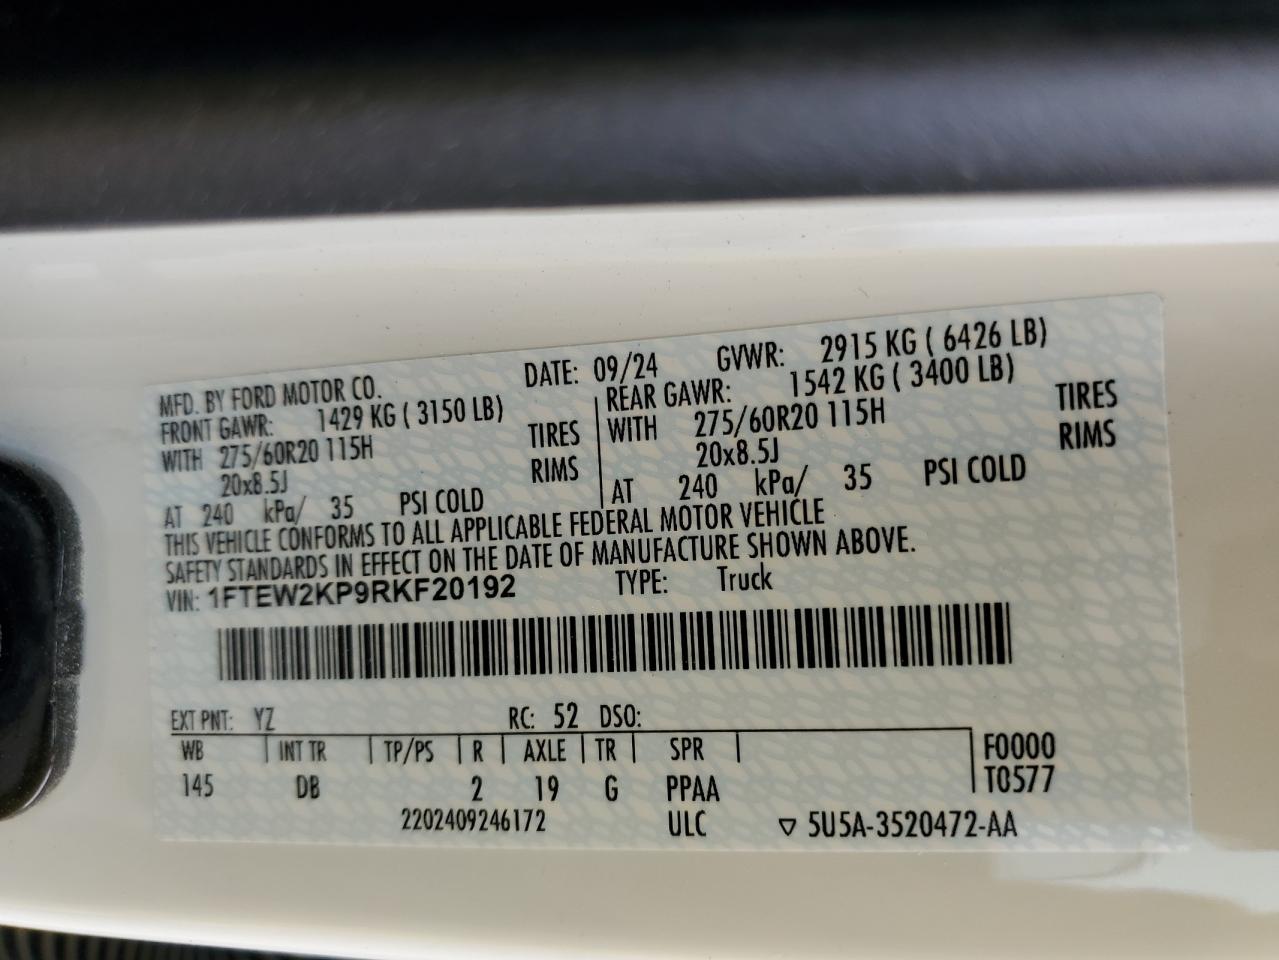 MFD. BY FORD MOTOR CO. DATE: 09/24 GVWR: 2915 KG ( 6426 LB)
FRONT GAWR: 1429 KG ( 3150 LB) REAR GAWR: 1542 KG ( 3400 LB)
WITH 275/60R20 115H TIRES WITH 275/60R20 115H TIRES
20x8.5J RIMS 20x8.5J RIMS
AT 240 kPa/ 35 PSI COLD AT 240 kPa/ 35 PSI COLD
THIS VEHICLE CONFORMS TO ALL APPLICABLE FEDERAL MOTOR VEHICLE
SAFETY STANDARDS IN EFFECT ON THE DATE OF MANUFACTURE SHOWN ABOVE.
VIN: 1FTEW2KP9RKF20192 TYPE: Truck
EXT PNT: YZ RC: 52 DSO:
WB INT TR TP/PS R AXLE TR SPR F0000
145 DB 2 19 G PPAA T0577
2202409246172 ULC ▽ 5U5A-3520472-AA